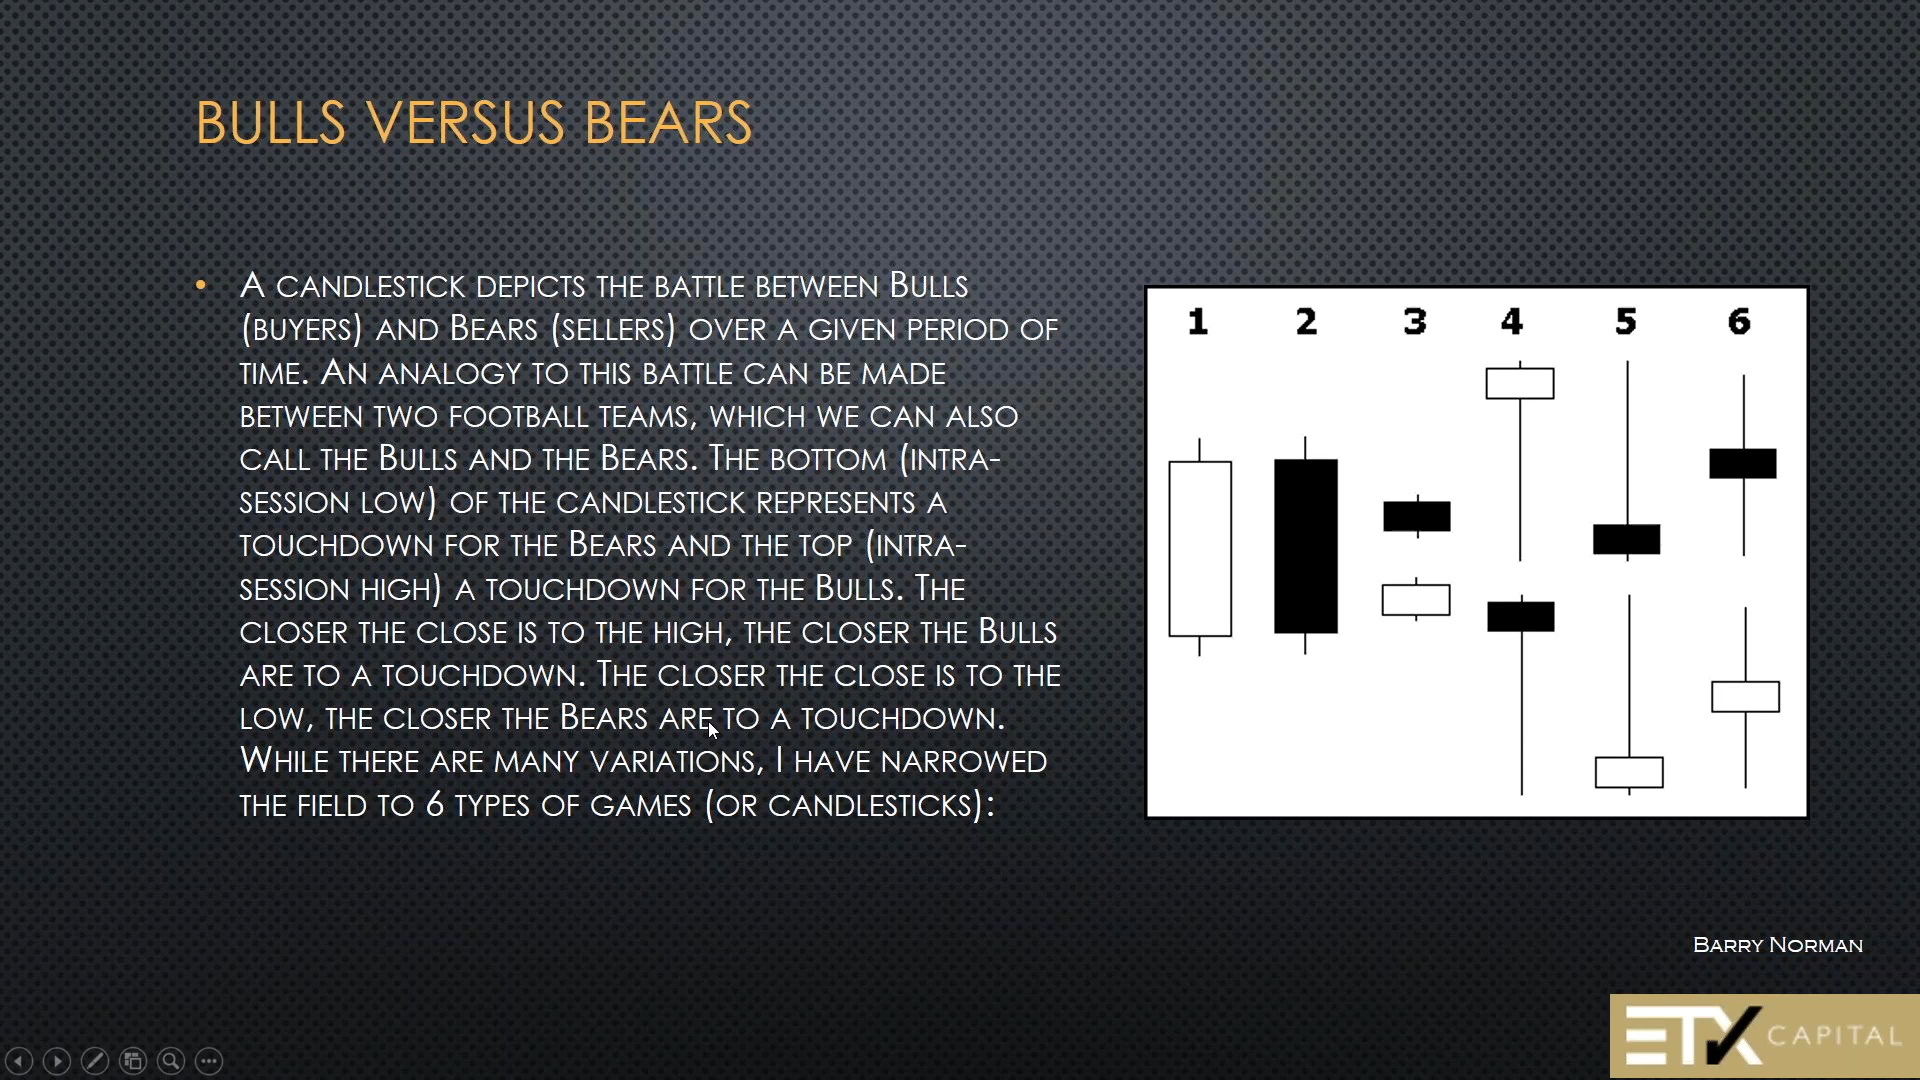 BULLS VERSUS BEARS
• A CANDLESTICK DEPICTS THE BATTLE BETWEEN BULLS
(BUYERS) AND BEARS (SELLERS) OVER A GIVEN PERIOD OF
TIME. AN ANALOGY TO THIS BATTLE CAN BE MADE
BETWEEN TWO FOOTBALL TEAMS, WHICH WE CAN ALSO
CALL THE BULLS AND THE BEARS. THE BOTTOM (INTRA-
SESSION LOW) OF THE CANDLESTICK REPRESENTS A
TOUCHDOWN FOR THE BEARS AND THE TOP (INTRA-
SESSION HIGH) A TOUCHDOWN FOR THE BULLS. THE
CLOSER THE CLOSE IS TO THE HIGH, THE CLOSER THE BULLS
ARE TO A TOUCHDOWN. THE CLOSER THE CLOSE IS TO THE
LOW, THE CLOSER THE BEARS ARE TO A TOUCHDOWN.
WHILE THERE ARE MANY VARIATIONS, I HAVE NARROWED
THE FIELD TO 6 TYPES OF GAMES (OR CANDLESTICKS):
1 2 3 4 5 6
BARRY NORMAN
ETX CAPITAL